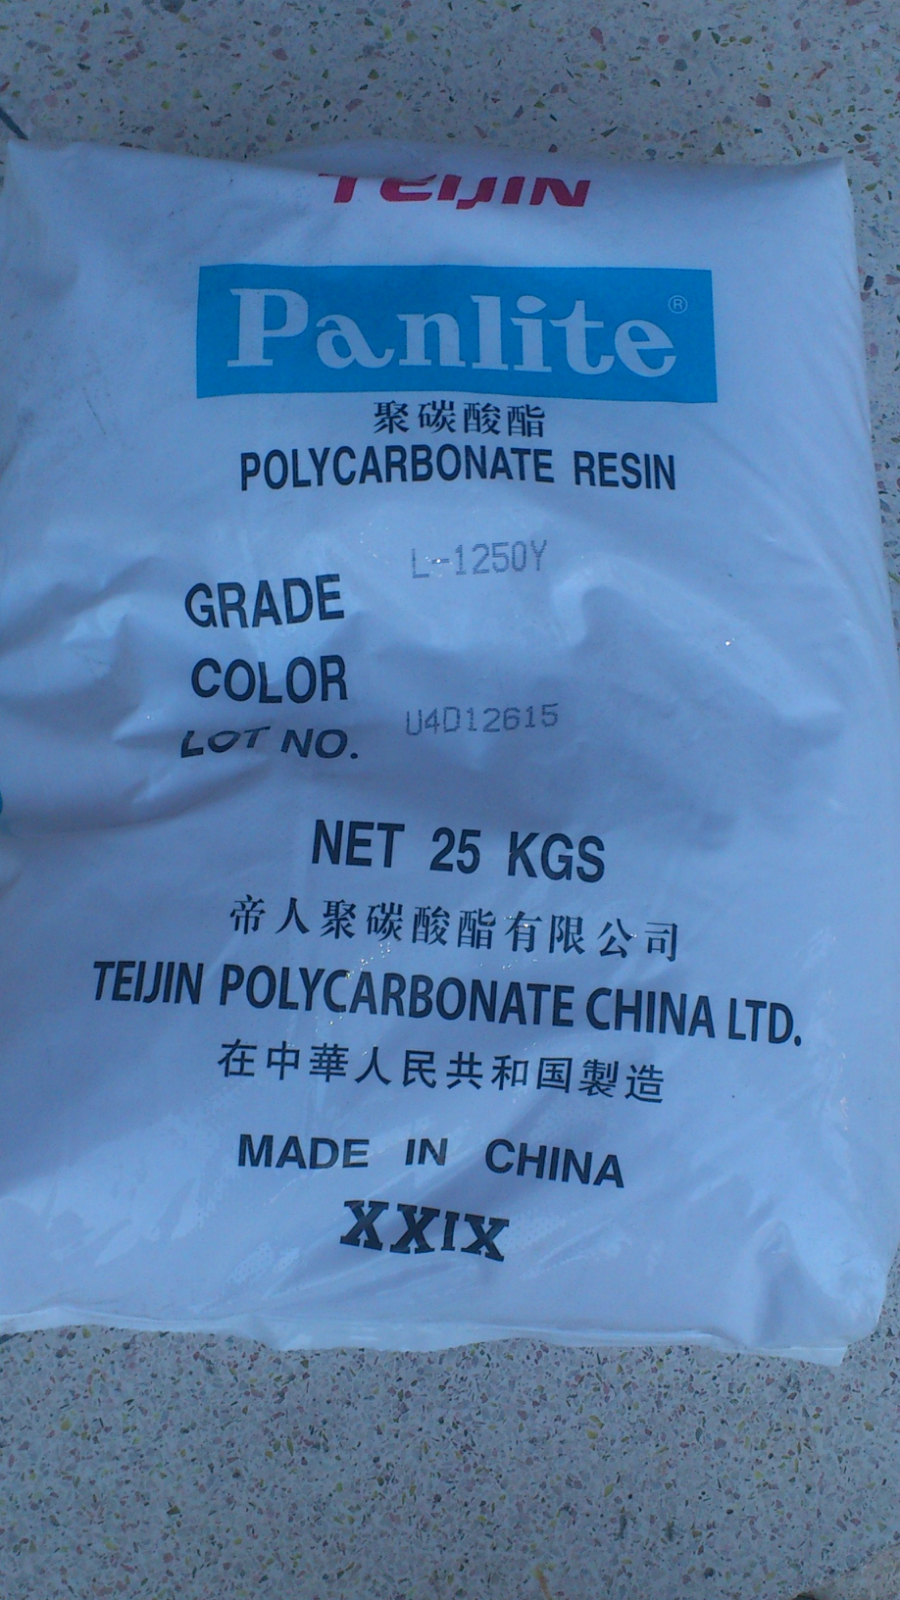 TEIJIN
Panlite®
聚碳酸酯
POLYCARBONATE RESIN
GRADE L-1250Y
COLOR
LOT NO. U4D12615
NET 25 KGS
帝人聚碳酸酯有限公司
TEIJIN POLYCARBONATE CHINA LTD.
在中華人民共和国製造
MADE IN CHINA
XXIX